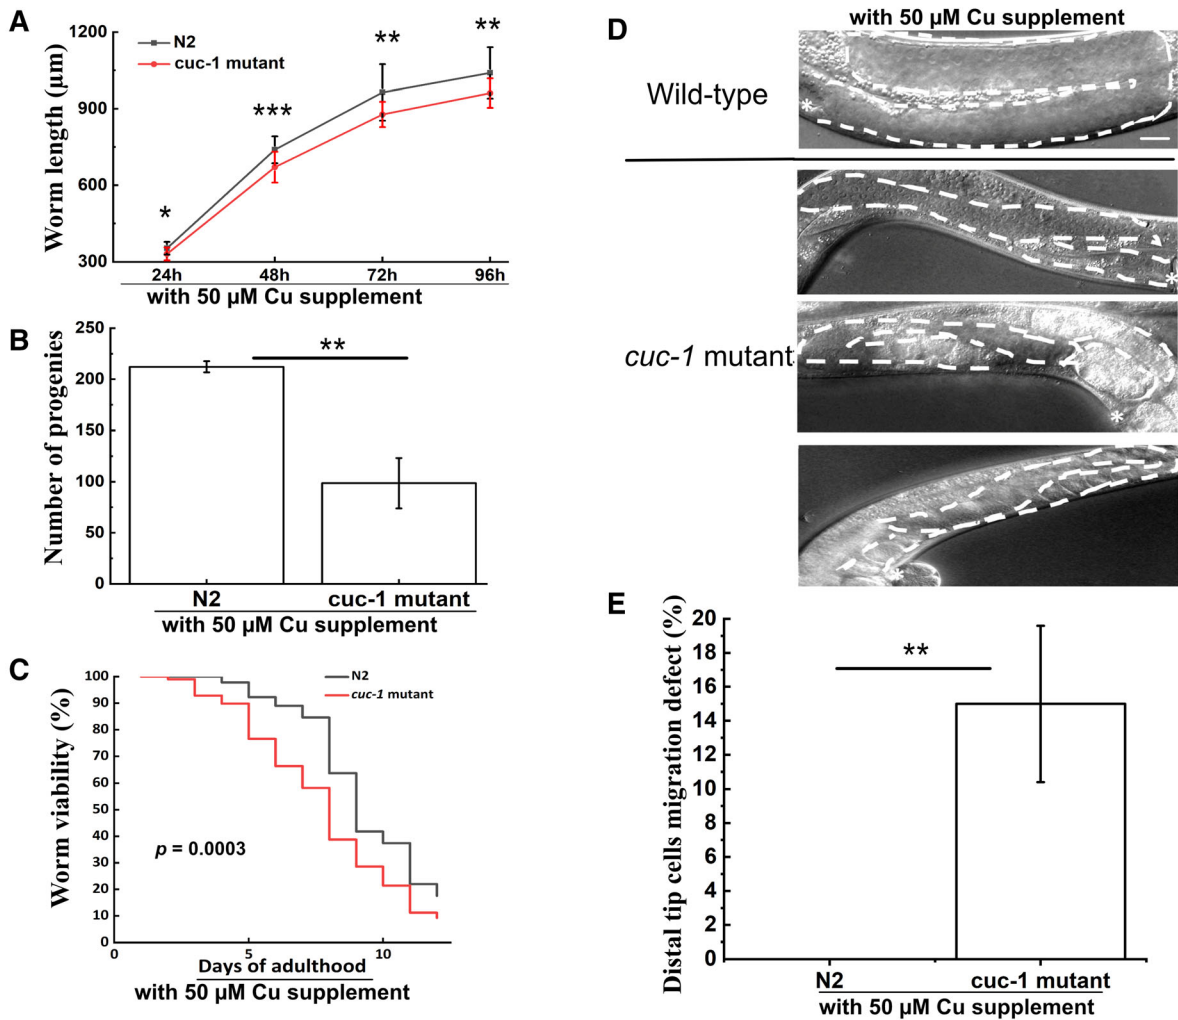 A
Worm length (µm)
1200
900
600
300
N2
cuc-1 mutant
*
***
**
**
24h 48h 72h 96h
with 50 µM Cu supplement
B
Number of progenies
250
200
150
100
50
0
**
N2 cuc-1 mutant
with 50 µM Cu supplement
C
Worm viability (%)
100
90
80
70
60
50
40
30
20
10
0
N2
cuc-1 mutant
p = 0.0003
0 5 10
Days of adulthood
with 50 µM Cu supplement
D
with 50 µM Cu supplement
Wild-type
*
cuc-1 mutant
*
*
*
E
Distal tip cells migration defect (%)
20
18
16
14
12
10
8
6
4
2
0
**
N2 cuc-1 mutant
with 50 µM Cu supplement